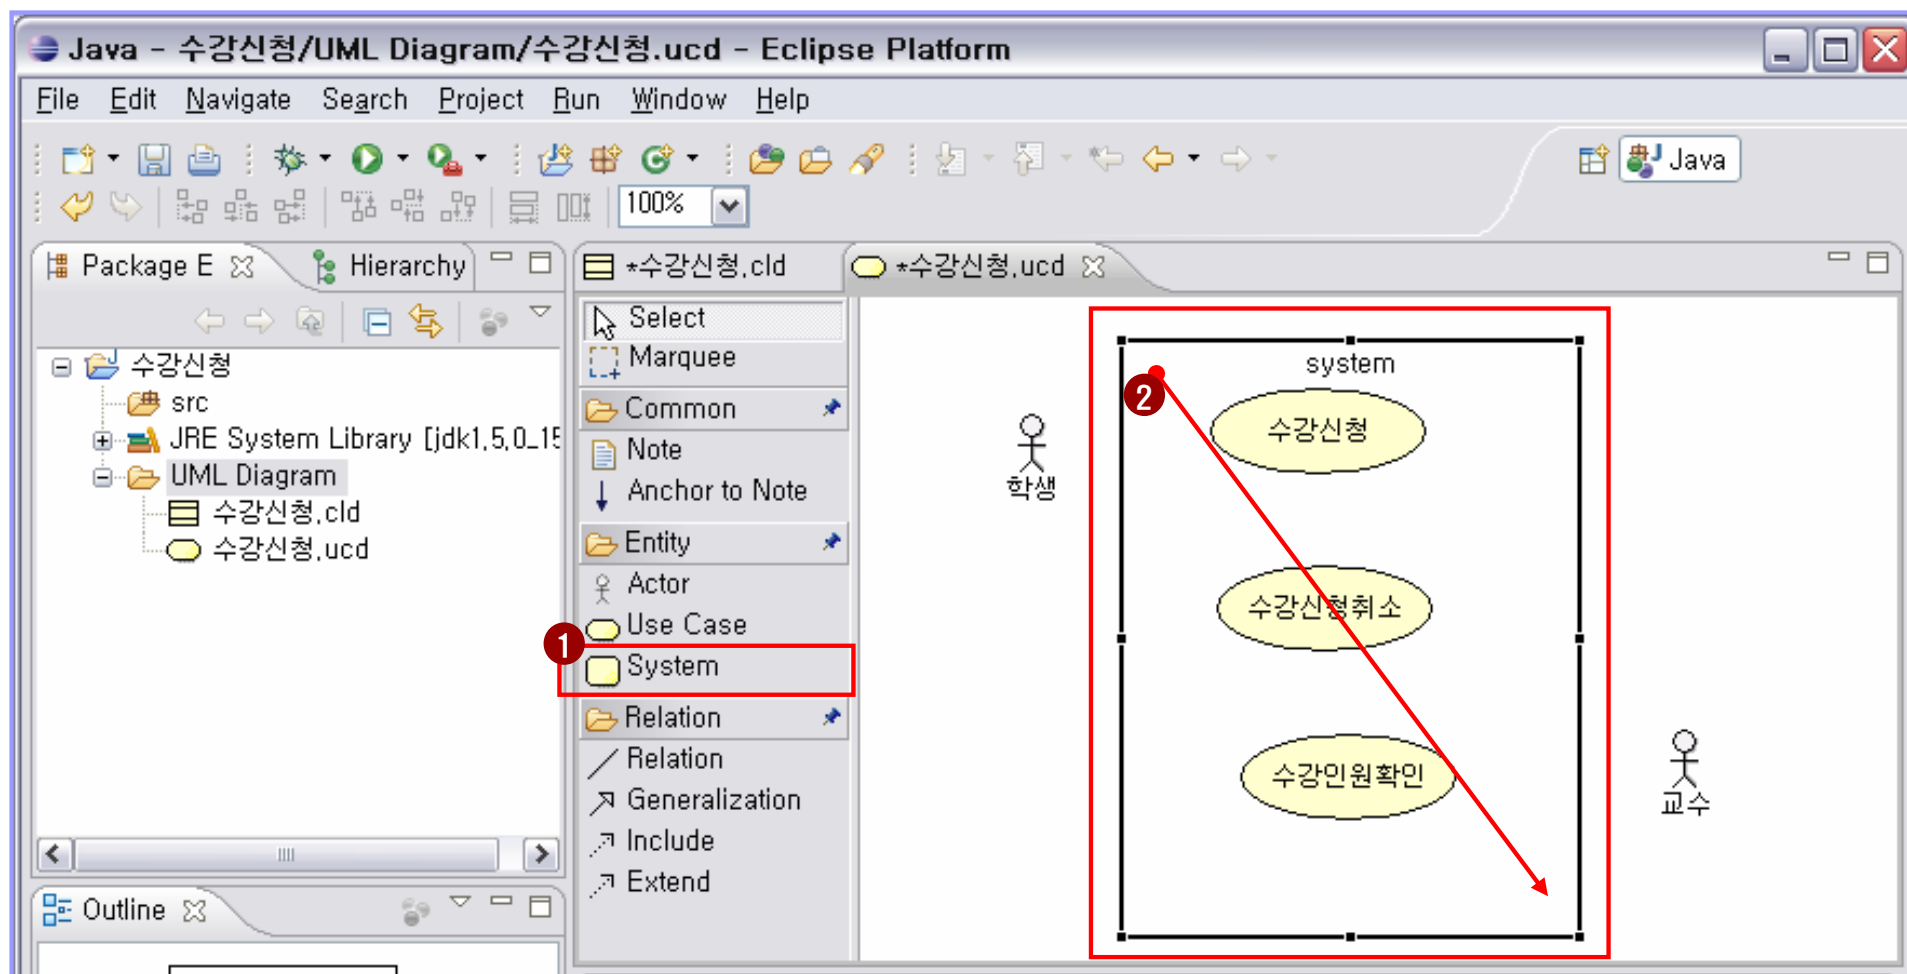 Java - 수강신청/UML Diagram/수강신청.ucd - Eclipse Platform
File Edit Navigate Search Project Run Window Help
Java
100%
Package E Hierarchy
수강신청
src
JRE System Library [jdk1.5.0_15
UML Diagram
수강신청.cld
수강신청.ucd
Outline
*수강신청.cld *수강신청.ucd
Select
Marquee
Common
Note
Anchor to Note
Entity
Actor
Use Case
1
System
Relation
Relation
Generalization
Include
Extend
system
2
수강신청
학생
수강신청취소
수강인원확인
교수